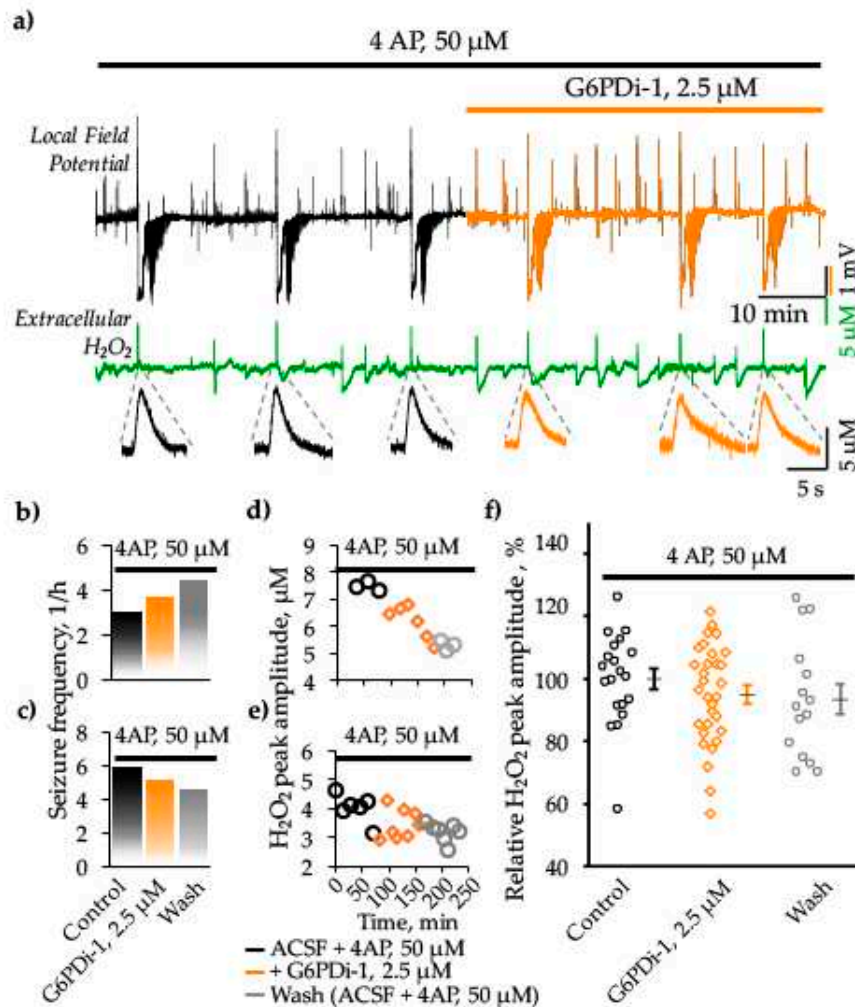 a)
4 AP, 50 µM
G6PDi-1, 2.5 µM
Local Field
Potential
1 mV
10 min
5 µM
Extracellular
H2O2
5 µM
5 s
b)
4AP, 50 µM
6
4
2
0
Seizure frequency, 1/h
c)
4AP, 50 µM
8
6
4
2
0
Control
G6PDi-1, 2.5 µM
Wash
d)
4AP, 50 µM
9
8
7
6
5
4
H2O2 peak amplitude, µM
e)
4AP, 50 µM
6
5
4
3
2
0
50
100
150
200
250
Time, min
f)
4 AP, 50 µM
Relative H2O2 peak amplitude, %
140
120
100
80
60
40
Control
G6PDi-1, 2.5 µM
Wash
ACSF + 4AP, 50 µM
+ G6PDi-1, 2.5 µM
Wash (ACSF + 4AP, 50 µM)